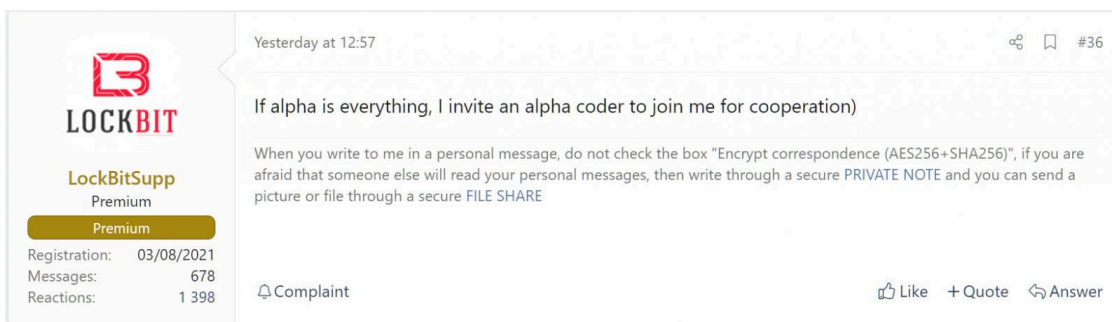 Yesterday at 12:57
#36
LOCKBIT
If alpha is everything, I invite an alpha coder to join me for cooperation)
When you write to me in a personal message, do not check the box "Encrypt correspondence (AES256+SHA256)", if you are
afraid that someone else will read your personal messages, then write through a secure PRIVATE NOTE and you can send a
picture or file through a secure FILE SHARE
LockBitSupp
Premium
Premium
Registration: 03/08/2021
Messages: 678
Reactions: 1 398
Complaint
Like +Quote Answer